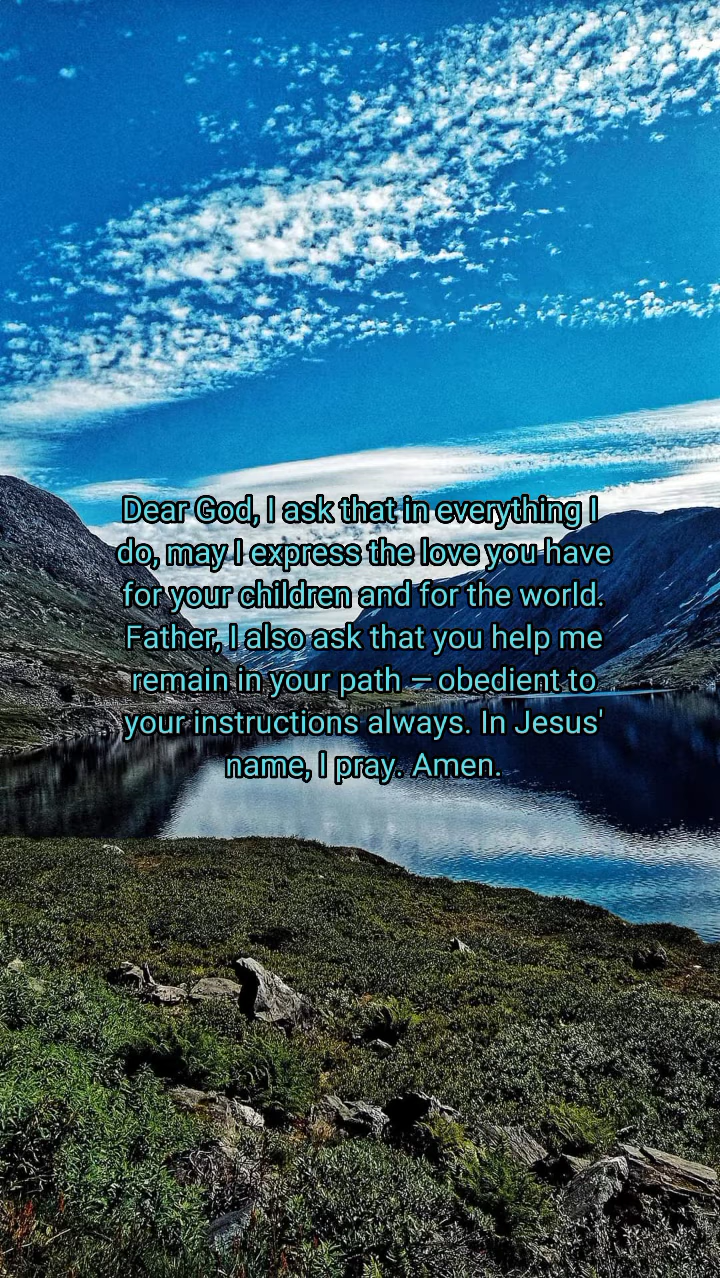 Dear God, I ask that in everything I
do, may I express the love you have
for your children and for the world.
Father, I also ask that you help me
remain in your path – obedient to
your instructions always. In Jesus'
name, I pray. Amen.